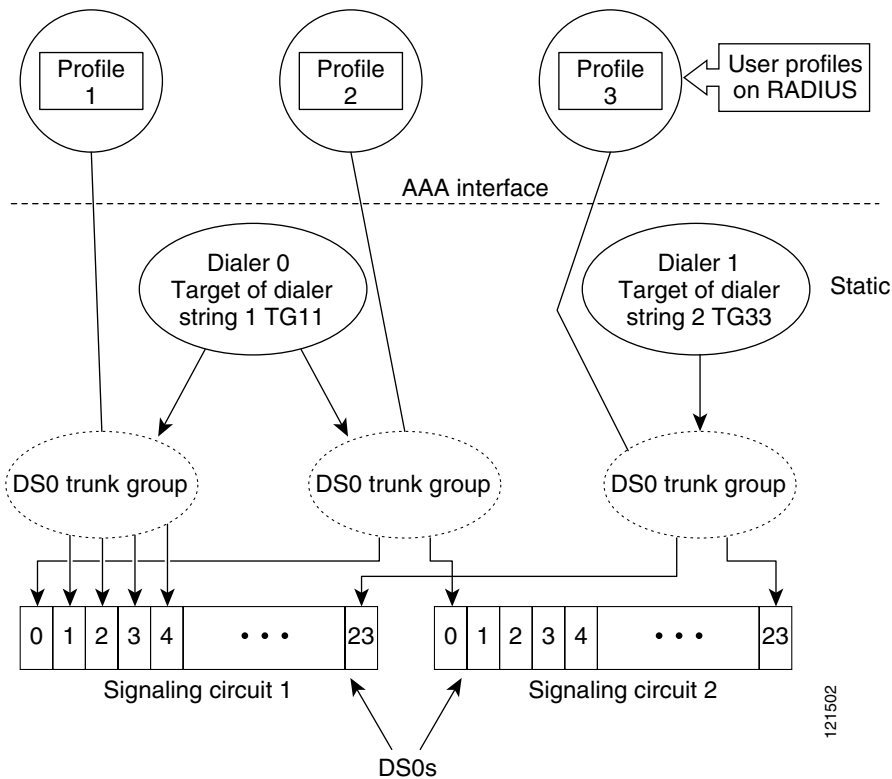 Profile
1
Profile
2
Profile
3
User profiles
on RADIUS
AAA interface
Dialer 0
Target of dialer
string 1 TG11
Dialer 1
Target of dialer
string 2 TG33
Static
DS0 trunk group
DS0 trunk group
DS0 trunk group
0 1 2 3 4 • • • 23
0 1 2 3 4 • • • 23
Signaling circuit 1
Signaling circuit 2
DS0s
121502